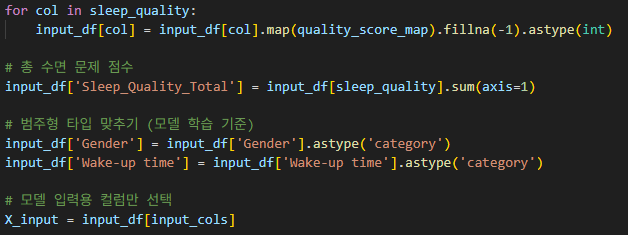 for col in sleep_quality:
    input_df[col] = input_df[col].map(quality_score_map).fillna(-1).astype(int)
# 총 수면 문제 점수
input_df['Sleep_Quality_Total'] = input_df[sleep_quality].sum(axis=1)
# 범주형 타입 맞추기 (모델 학습 기준)
input_df['Gender'] = input_df['Gender'].astype('category')
input_df['Wake-up time'] = input_df['Wake-up time'].astype('category')
# 모델 입력용 컬럼만 선택
X_input = input_df[input_cols]